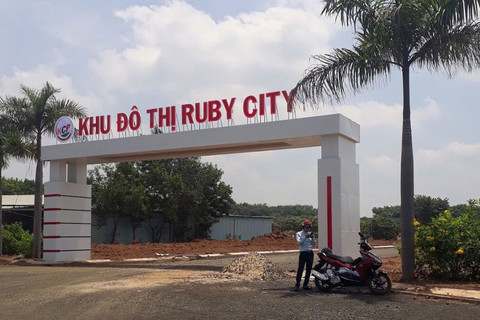 KHU ĐÔ THỊ RUBY CITY